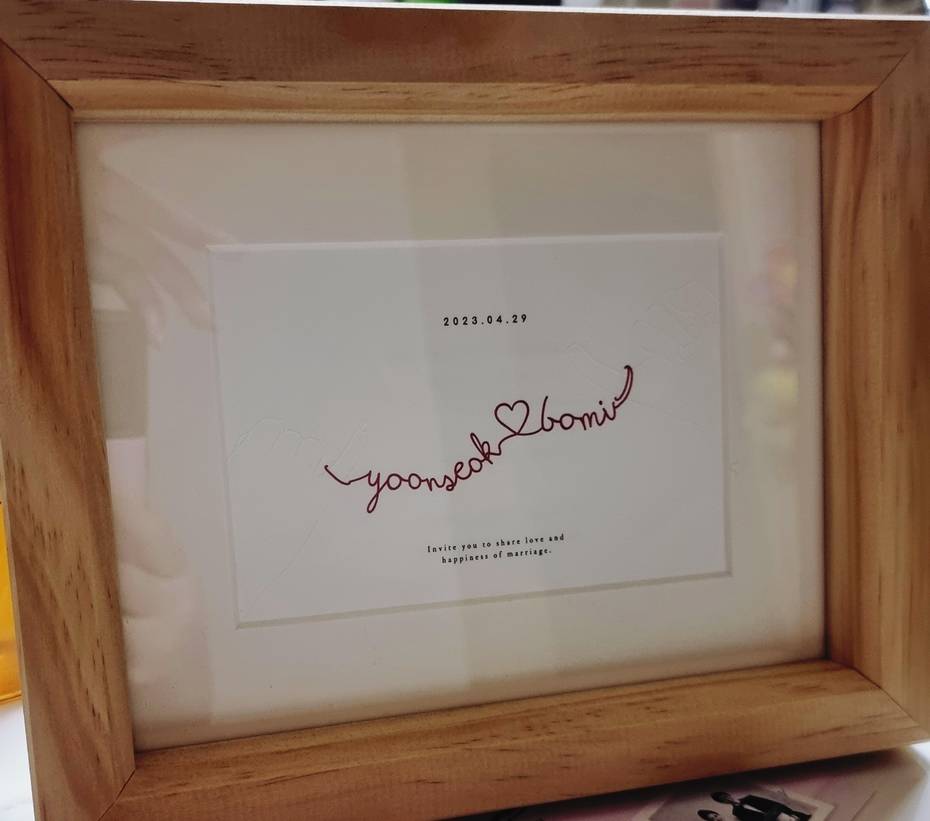 2023.04.29
yoonseok♡bomi
Invite you to share love and
happiness of marriage.